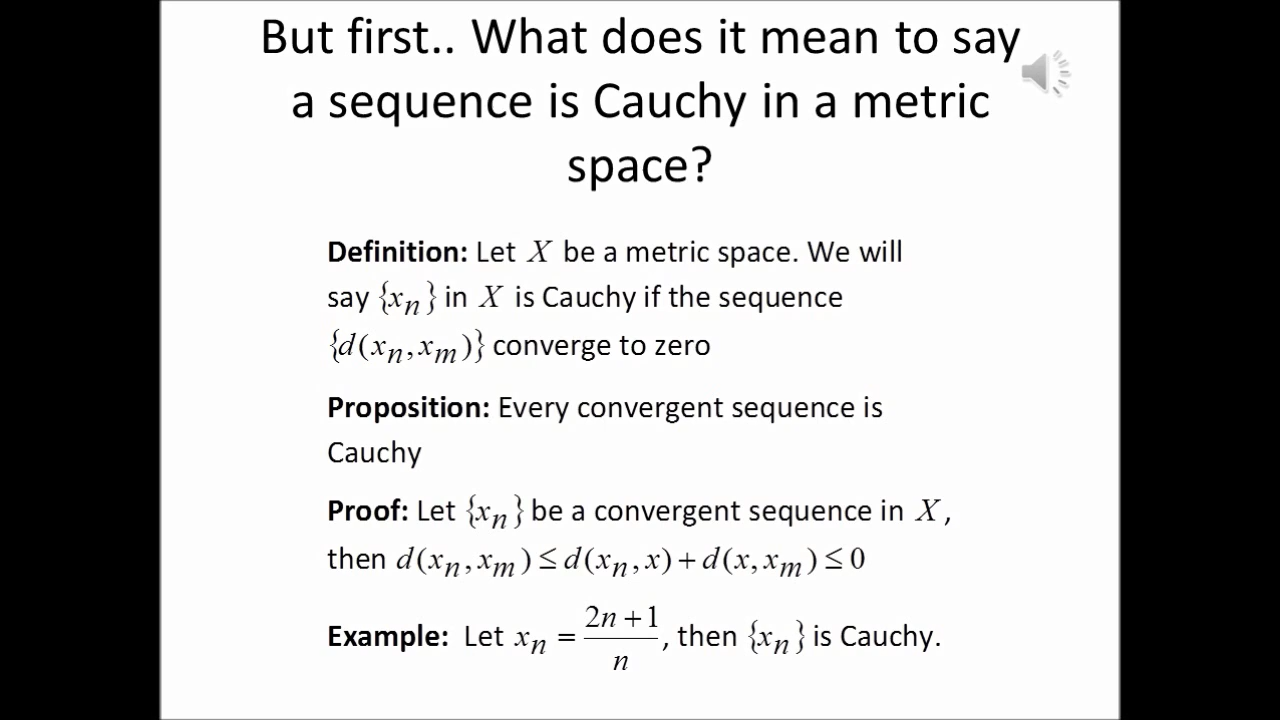 But first.. What does it mean to say
a sequence is Cauchy in a metric
space?
Definition: Let X be a metric space. We will
say {xₙ} in X is Cauchy if the sequence
{d(xₙ,xₘ)} converge to zero
Proposition: Every convergent sequence is
Cauchy
Proof: Let {xₙ} be a convergent sequence in X,
then d(xₙ,xₘ) ≤ d(xₙ,x) + d(x,xₘ) ≤ 0
Example: Let xₙ = (2n + 1)/n, then {xₙ} is Cauchy.